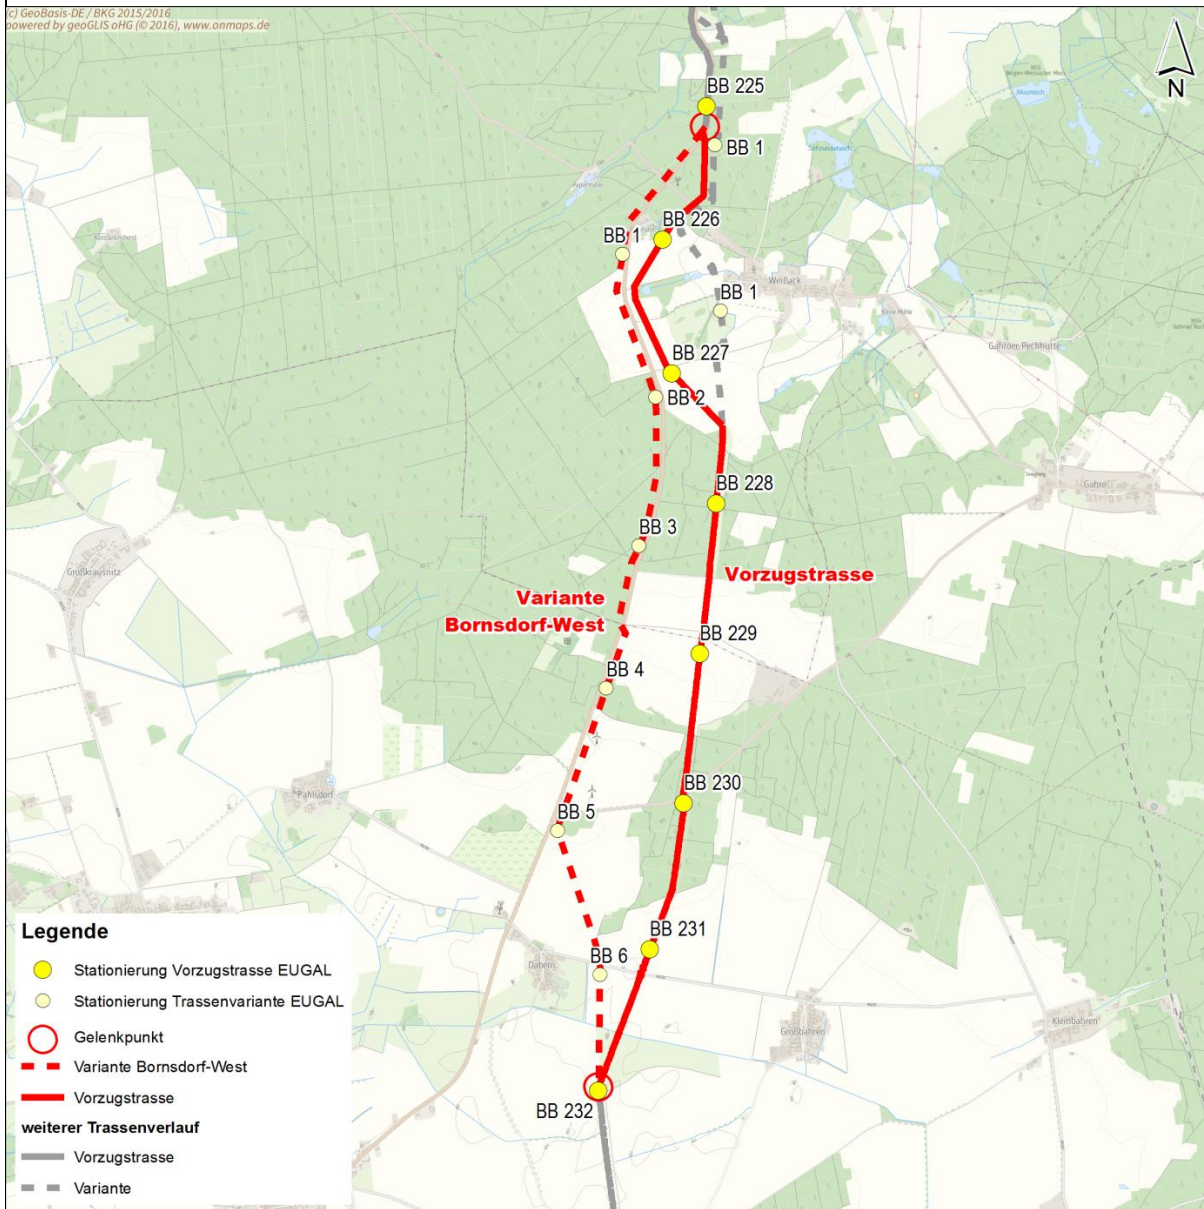 (c) GeoBasis-DE / BKG 2015/2016
powered by geoGLIS oHG (© 2016), www.onmaps.de
N
BB 225
BB 1
BB 226
BB 1
Weißack
BB 1
Gahroer Pechhütte
BB 227
BB 2
BB 228
Gahro
BB 3
Großkrausnitz
Vorzugstrasse
Variante
Bornsdorf-West
BB 229
BB 4
BB 230
Pahlsdorf
BB 5
BB 231
BB 6
Dabern
Großbahren
Kleinbahren
BB 232
Legende
Stationierung Vorzugstrasse EUGAL
Stationierung Trassenvariante EUGAL
Gelenkpunkt
Variante Bornsdorf-West
Vorzugstrasse
weiterer Trassenverlauf
Vorzugstrasse
Variante